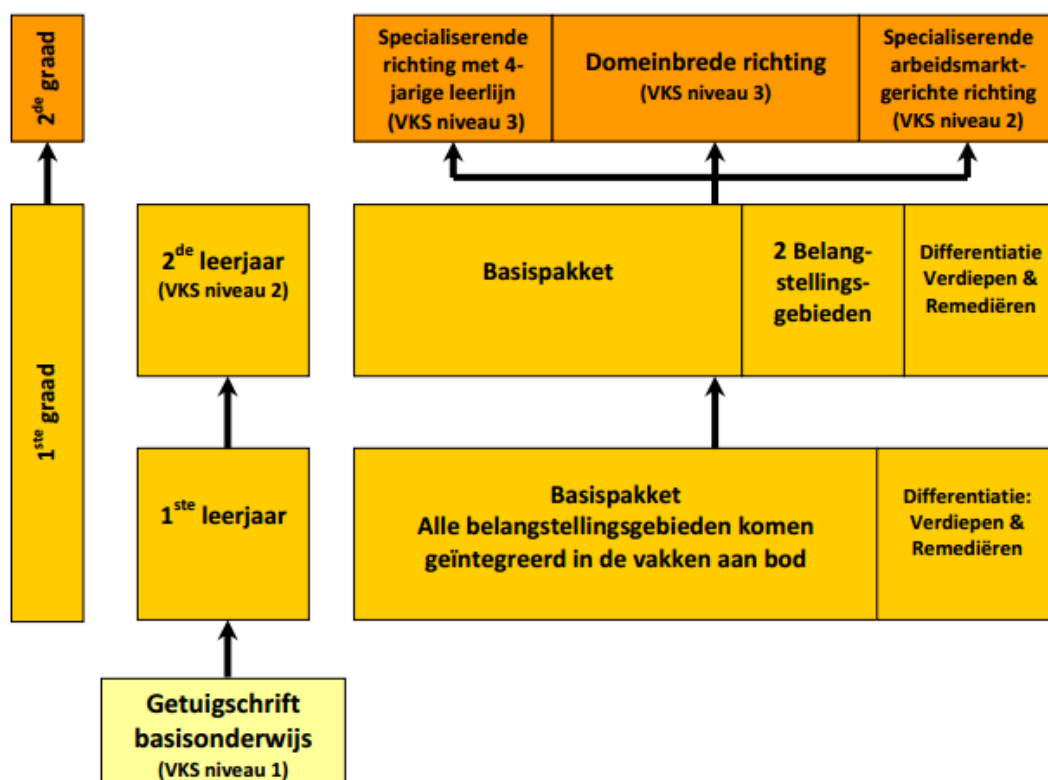 2de graad
Specialiserende
richting met 4-
jarige leerlijn
(VKS niveau 3)
Domeinbrede richting
(VKS niveau 3)
Specialiserende
arbeidsmarkt-
gerichte richting
(VKS niveau 2)
1ste graad
2de leerjaar
(VKS niveau 2)
Basispakket
2 Belang-
stellings-
gebieden
Differentiatie
Verdiepen &
Remediëren
1ste leerjaar
Basispakket
Alle belangstellingsgebieden komen
geïntegreerd in de vakken aan bod
Differentiatie:
Verdiepen &
Remediëren
Getuigschrift
basisonderwijs
(VKS niveau 1)